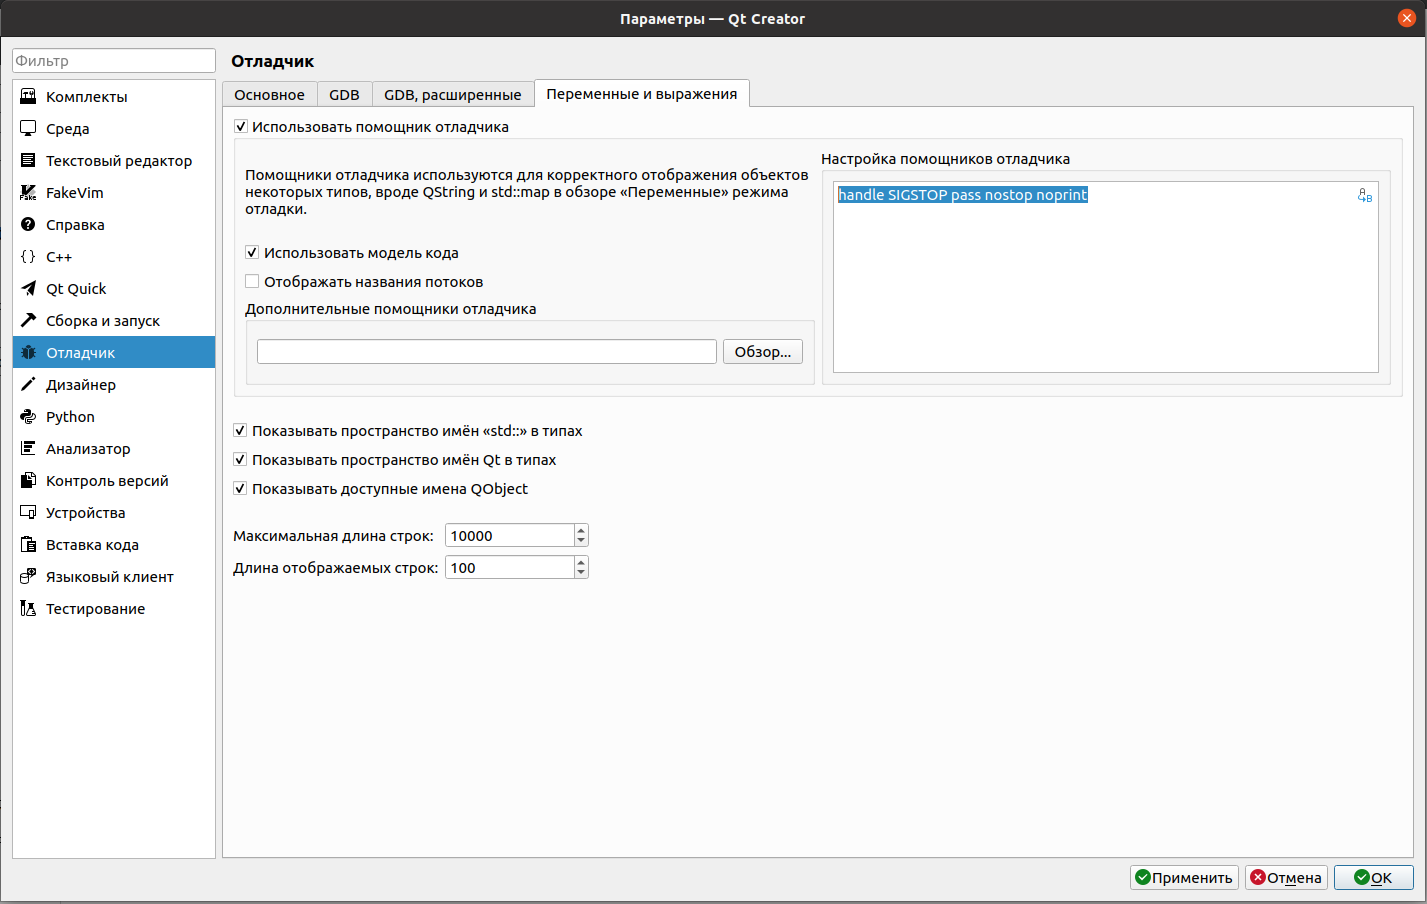 Параметры — Qt Creator
Фильтр
Комплекты
Среда
Текстовый редактор
FakeVim
Справка
C++
Qt Quick
Сборка и запуск
Отладчик
Дизайнер
Python
Анализатор
Контроль версий
Устройства
Вставка кода
Языковый клиент
Тестирование
Отладчик
Основное
GDB
GDB, расширенные
Переменные и выражения
Использовать помощник отладчика
Помощники отладчика используются для корректного отображения объектов
некоторых типов, вроде QString и std::map в обзоре «Переменные» режима
отладки.
Использовать модель кода
Отображать названия потоков
Дополнительные помощники отладчика
Обзор...
Настройка помощников отладчика
handle SIGSTOP pass nostop noprint
Показывать пространство имён «std::» в типах
Показывать пространство имён Qt в типах
Показывать доступные имена QObject
Максимальная длина строк: 10000
Длина отображаемых строк: 100
Применить
Отмена
OK